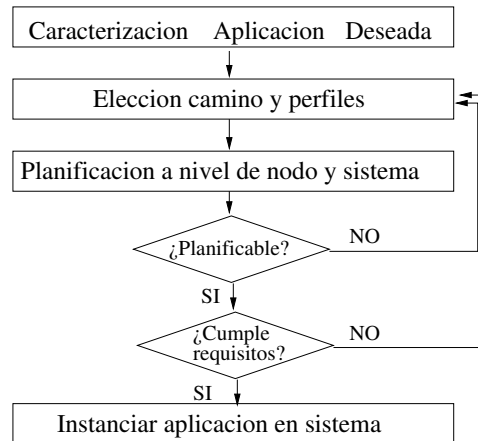 Caracterizacion Aplicacion Deseada
Eleccion camino y perfiles
Planificacion a nivel de nodo y sistema
¿Planificable?
NO
SI
¿Cumple
requisitos?
NO
SI
Instanciar aplicacion en sistema